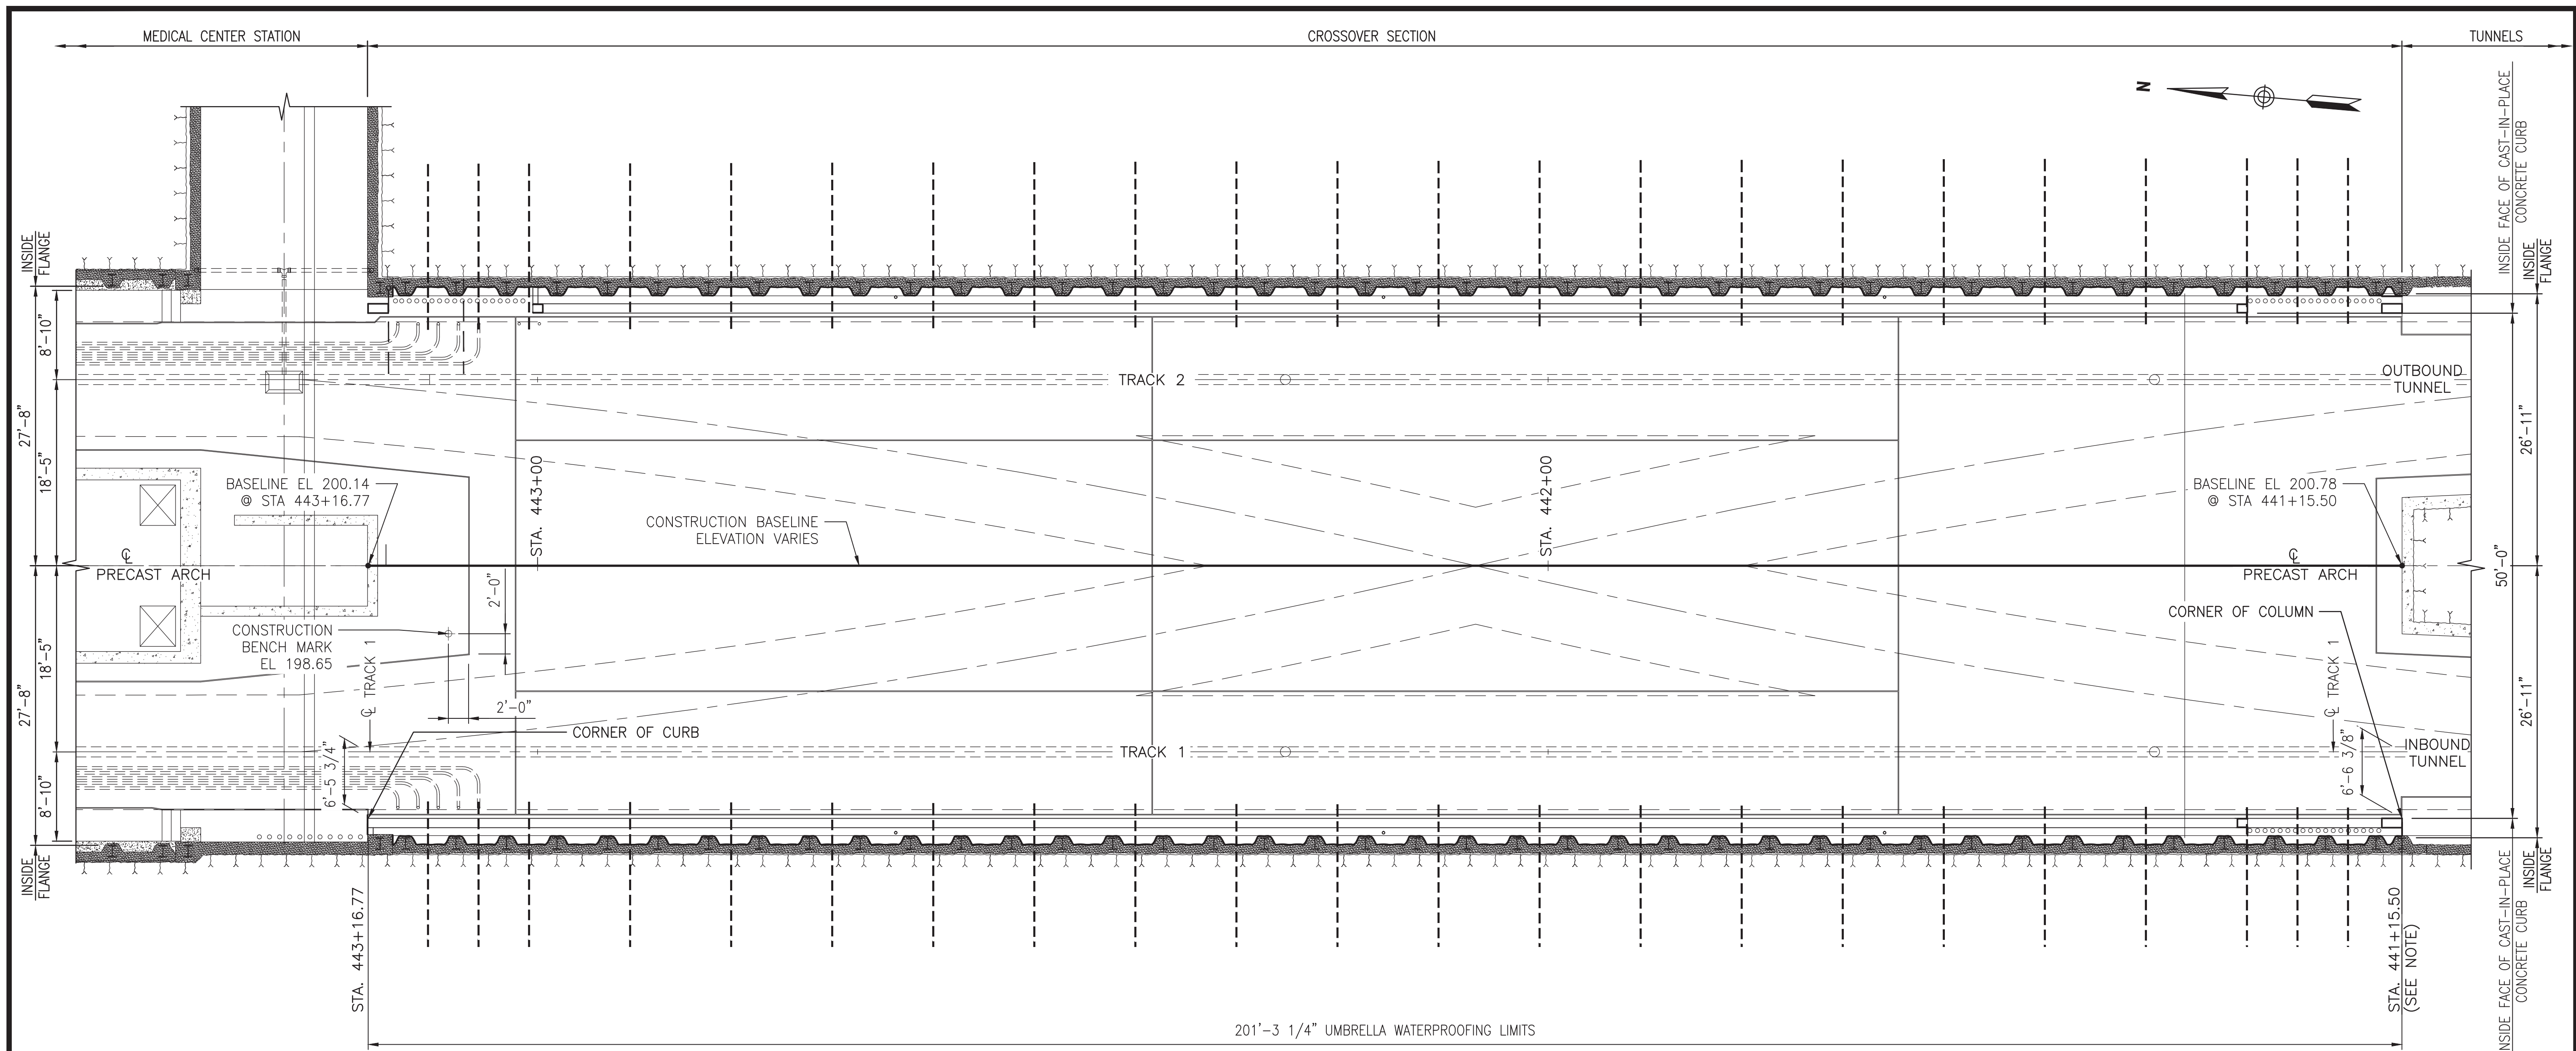 MEDICAL CENTER STATION
CROSSOVER SECTION
TUNNELS
N
INSIDE FACE OF CAST-IN-PLACE
CONCRETE CURB
INSIDE
FLANGE
INSIDE
FLANGE
8'-10"
27'-8"
18'-5"
TRACK 2
OUTBOUND
TUNNEL
26'-11"
BASELINE EL 200.14
@ STA 443+16.77
STA. 443+00
CONSTRUCTION BASELINE
ELEVATION VARIES
STA. 442+00
BASELINE EL 200.78
@ STA 441+15.50
℄
PRECAST ARCH
℄
PRECAST ARCH
50'-0"
2'-0"
CONSTRUCTION
BENCH MARK
EL 198.65
℄ TRACK 1
CORNER OF COLUMN
℄ TRACK 1
18'-5"
27'-8"
2'-0"
CORNER OF CURB
6'-5 3/4"
TRACK 1
6'-6 3/8"
INBOUND
TUNNEL
26'-11"
8'-10"
INSIDE
FLANGE
STA. 443+16.77
STA. 441+15.50
(SEE NOTE)
INSIDE FACE OF CAST-IN-PLACE
CONCRETE CURB
INSIDE
FLANGE
201'-3 1/4" UMBRELLA WATERPROOFING LIMITS